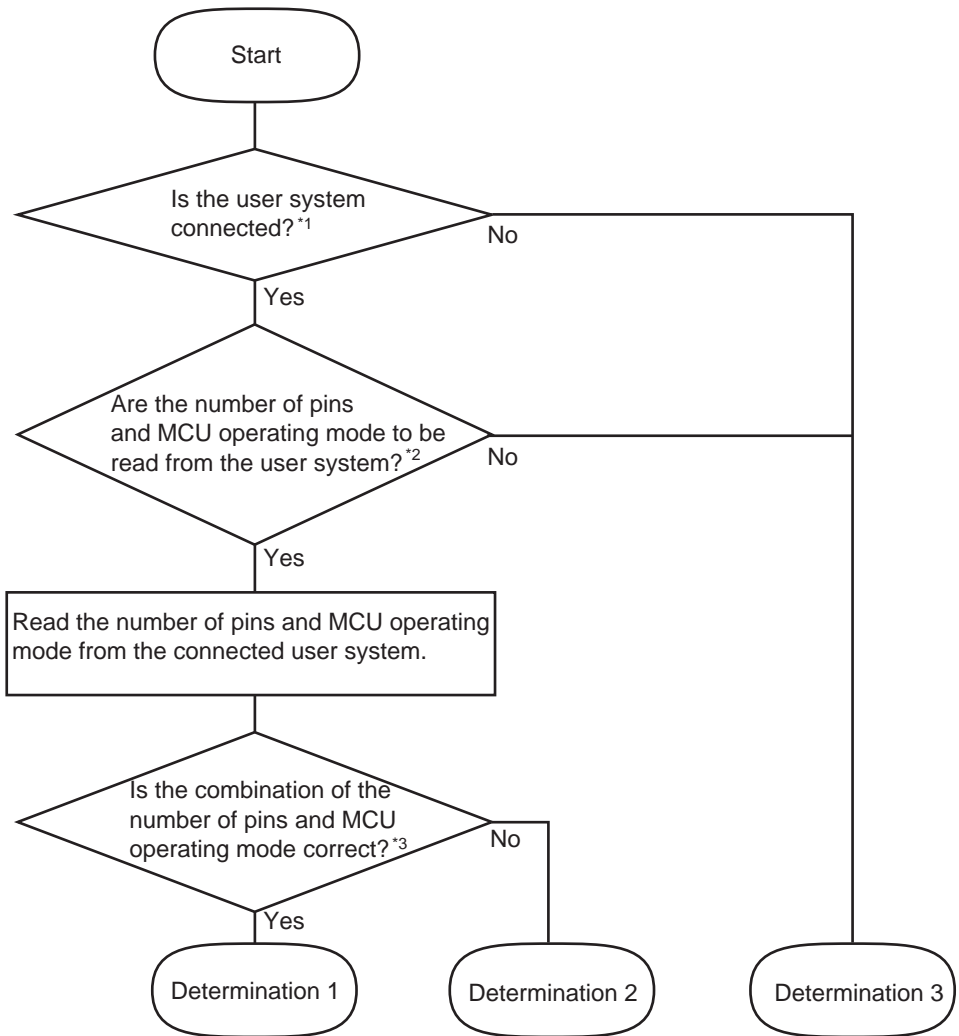 Start
Is the user system
connected? *1
No
Yes
Are the number of pins
and MCU operating mode to be
read from the user system? *2
No
Yes
Read the number of pins and MCU operating
mode from the connected user system.
Is the combination of the
number of pins and MCU
operating mode correct? *3
No
Yes
Determination 1
Determination 2
Determination 3